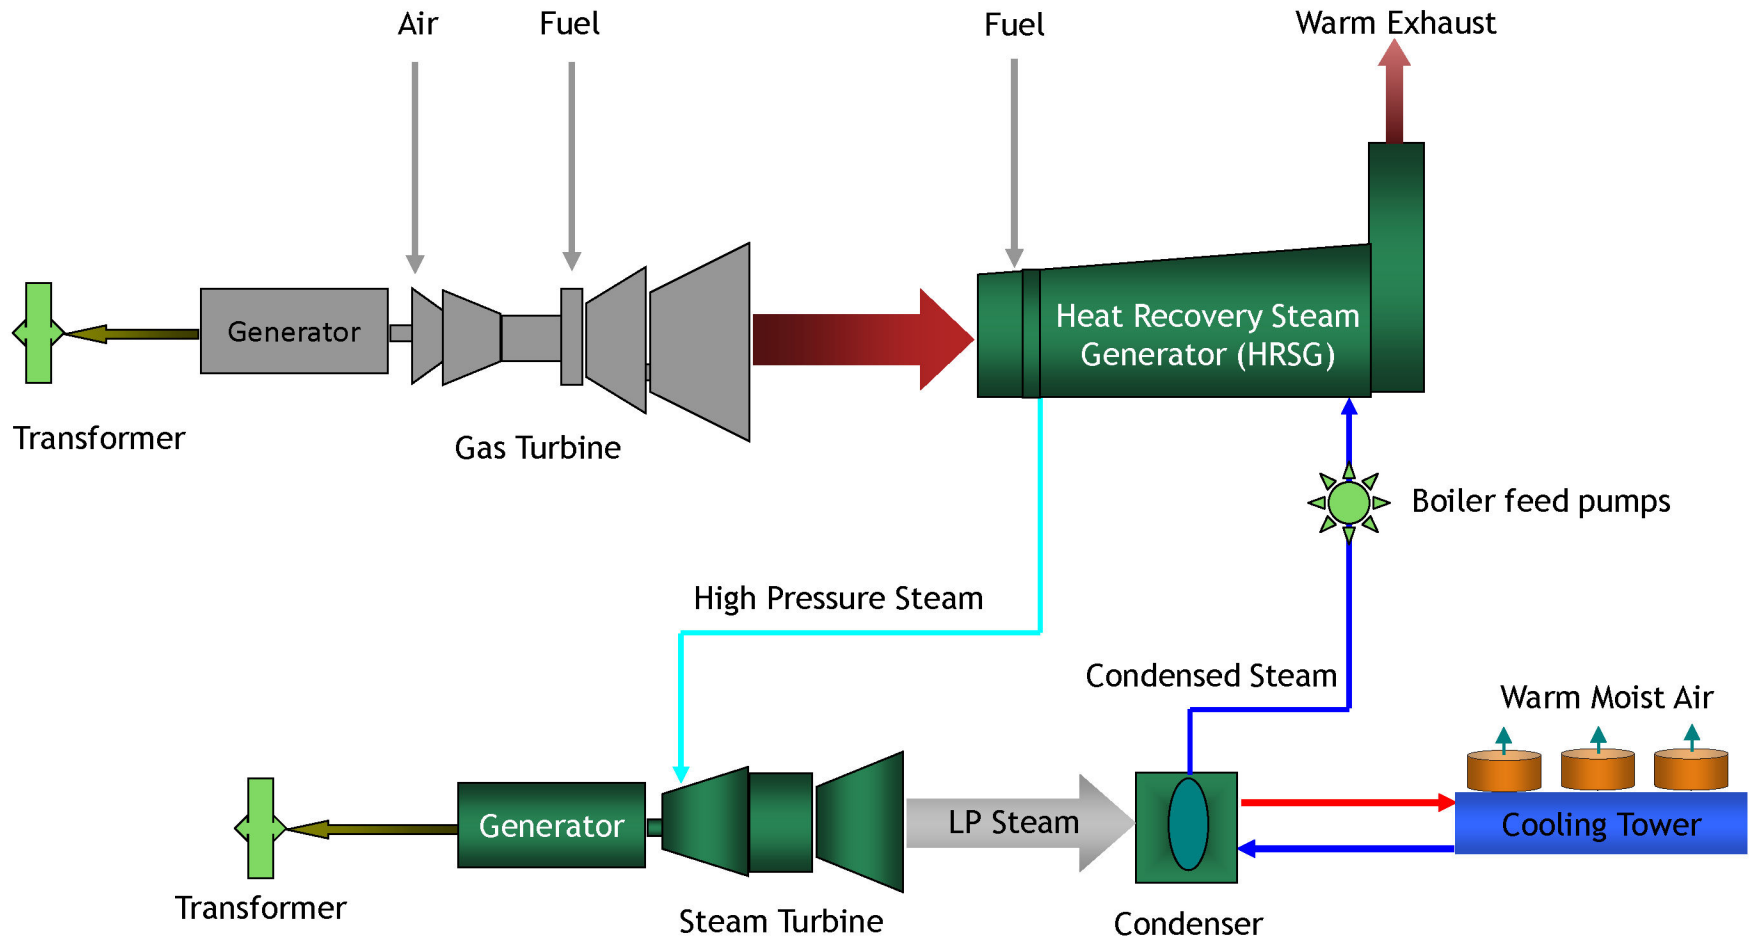 Air
Fuel
Fuel
Warm Exhaust
Generator
Heat Recovery Steam
Generator (HRSG)
Transformer
Gas Turbine
Boiler feed pumps
High Pressure Steam
Condensed Steam
Warm Moist Air
Generator
LP Steam
Cooling Tower
Transformer
Steam Turbine
Condenser